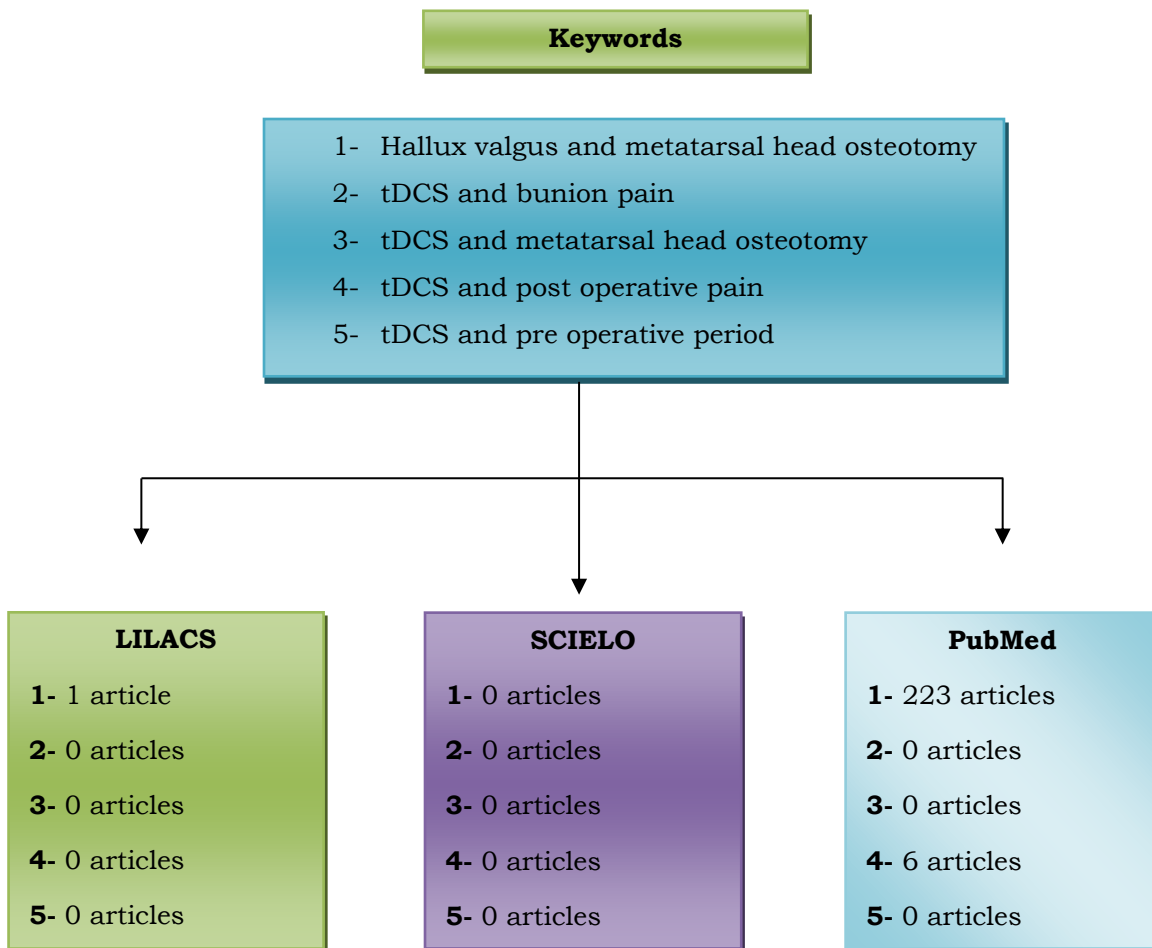 Keywords
1- Hallux valgus and metatarsal head osteotomy
2- tDCS and bunion pain
3- tDCS and metatarsal head osteotomy
4- tDCS and post operative pain
5- tDCS and pre operative period
LILACS
1- 1 article
2- 0 articles
3- 0 articles
4- 0 articles
5- 0 articles
SCIELO
1- 0 articles
2- 0 articles
3- 0 articles
4- 0 articles
5- 0 articles
PubMed
1- 223 articles
2- 0 articles
3- 0 articles
4- 6 articles
5- 0 articles